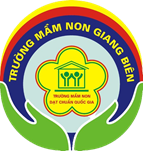 TRƯỜNG MẦM NON GIANG BIÊN
TRƯỜNG MẦM NON
ĐẠT CHUẨN QUỐC GIA